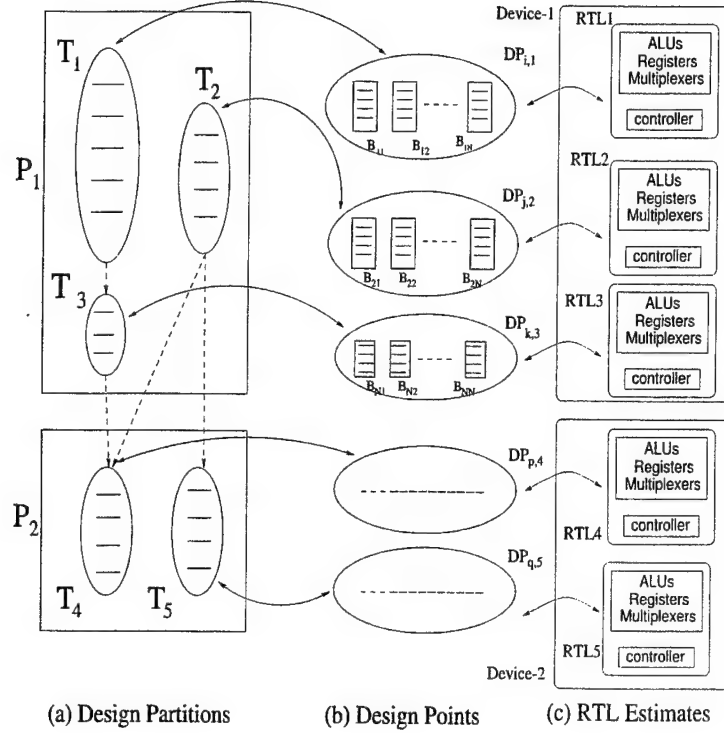 T1
T2
P1
T3
P2
T4
T5
(a) Design Partitions
DPi,1
B11
B12
B1N
DPj,2
B21
B22
B2N
DPk,3
BN1
BN2
BNN
DPp,4
DPq,5
(b) Design Points
Device-1
RTL1
ALUs
Registers
Multiplexers
controller
RTL2
ALUs
Registers
Multiplexers
controller
RTL3
ALUs
Registers
Multiplexers
controller
ALUs
Registers
Multiplexers
RTL4
controller
ALUs
Registers
Multiplexers
RTL5
controller
Device-2
(c) RTL Estimates